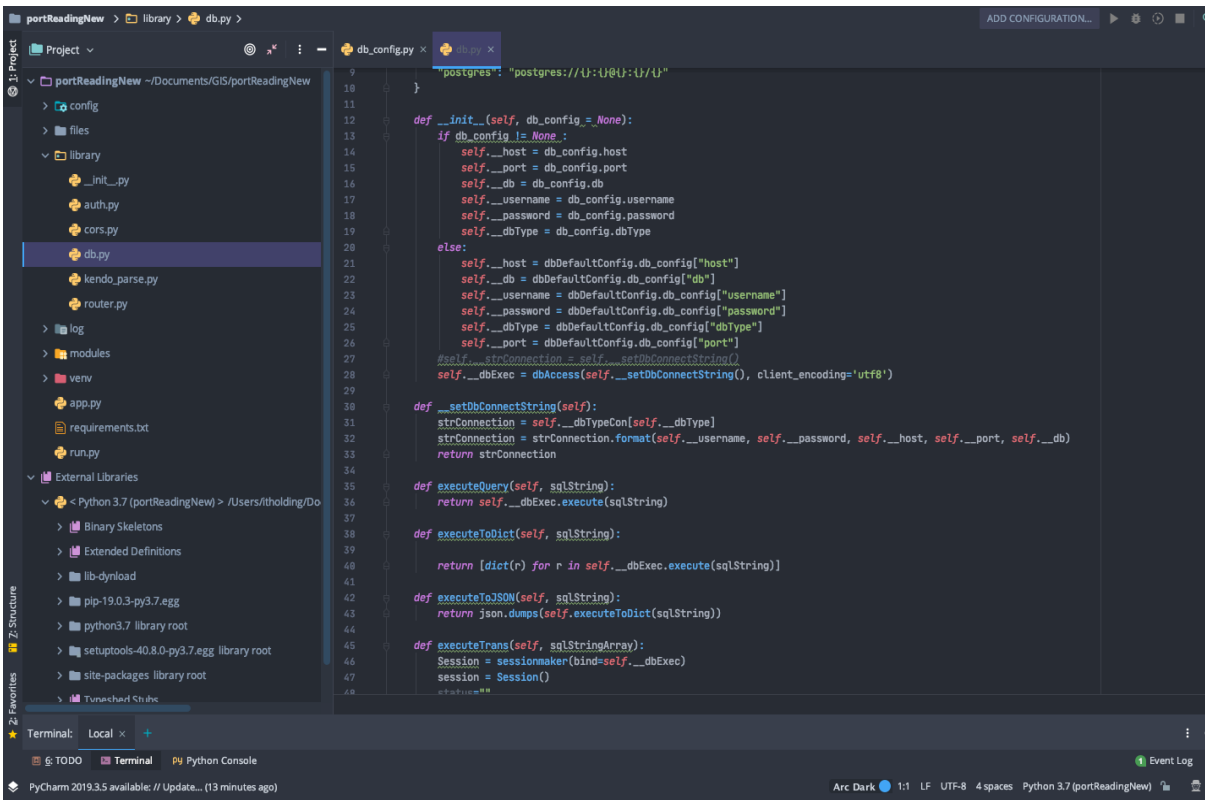 portReadingNew > library > db.py >
ADD CONFIGURATION...
1: Project
Project
portReadingNew ~/Documents/GIS/portReadingNew
config
files
library
__init__.py
auth.py
cors.py
db.py
kendo_parse.py
router.py
log
modules
venv
app.py
requirements.txt
run.py
External Libraries
< Python 3.7 (portReadingNew) > /Users/itholding/Do
Binary Skeletons
Extended Definitions
lib-dynload
pip-19.0.3-py3.7.egg
python3.7 library root
setuptools-40.8.0-py3.7.egg library root
site-packages library root
Typeshed Stubs
Z: Structure
2: Favorites
db_config.py ×
db.py ×
9 "postgres": "postgres://{}:{}@{}:{}/{}"
10 }
11
12 def __init__(self, db_config = None):
13 if db_config != None :
14 self.__host = db_config.host
15 self.__port = db_config.port
16 self.__db = db_config.db
17 self.__username = db_config.username
18 self.__password = db_config.password
19 self.__dbType = db_config.dbType
20 else:
21 self.__host = dbDefaultConfig.db_config["host"]
22 self.__db = dbDefaultConfig.db_config["db"]
23 self.__username = dbDefaultConfig.db_config["username"]
24 self.__password = dbDefaultConfig.db_config["password"]
25 self.__dbType = dbDefaultConfig.db_config["dbType"]
26 self.__port = dbDefaultConfig.db_config["port"]
27 #self.__strConnection = self.__setDbConnectString()
28 self.__dbExec = dbAccess(self.__setDbConnectString(), client_encoding='utf8')
29
30 def __setDbConnectString(self):
31 strConnection = self.__dbTypeCon[self.__dbType]
32 strConnection = strConnection.format(self.__username, self.__password, self.__host, self.__port, self.__db)
33 return strConnection
34
35 def executeQuery(self, sqlString):
36 return self.__dbExec.execute(sqlString)
37
38 def executeToDict(self, sqlString):
39
40 return [dict(r) for r in self.__dbExec.execute(sqlString)]
41
42 def executeToJSON(self, sqlString):
43 return json.dumps(self.executeToDict(sqlString))
44
45 def executeTrans(self, sqlStringArray):
46 Session = sessionmaker(bind=self.__dbExec)
47 session = Session()
48 status=""
Terminal: Local × +
6: TODO Terminal Python Console
1 Event Log
PyCharm 2019.3.5 available: // Update... (13 minutes ago)
Arc Dark 1:1 LF UTF-8 4 spaces Python 3.7 (portReadingNew)